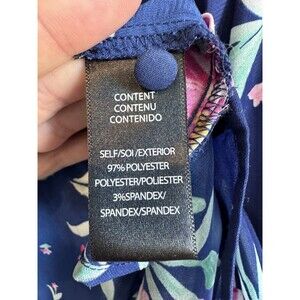 CONTENT
CONTENU
CONTENIDO
SELF/SOI/EXTERIOR
97% POLYESTER
POLYESTER/POLIESTER
3%SPANDEX/
SPANDEX/SPANDEX